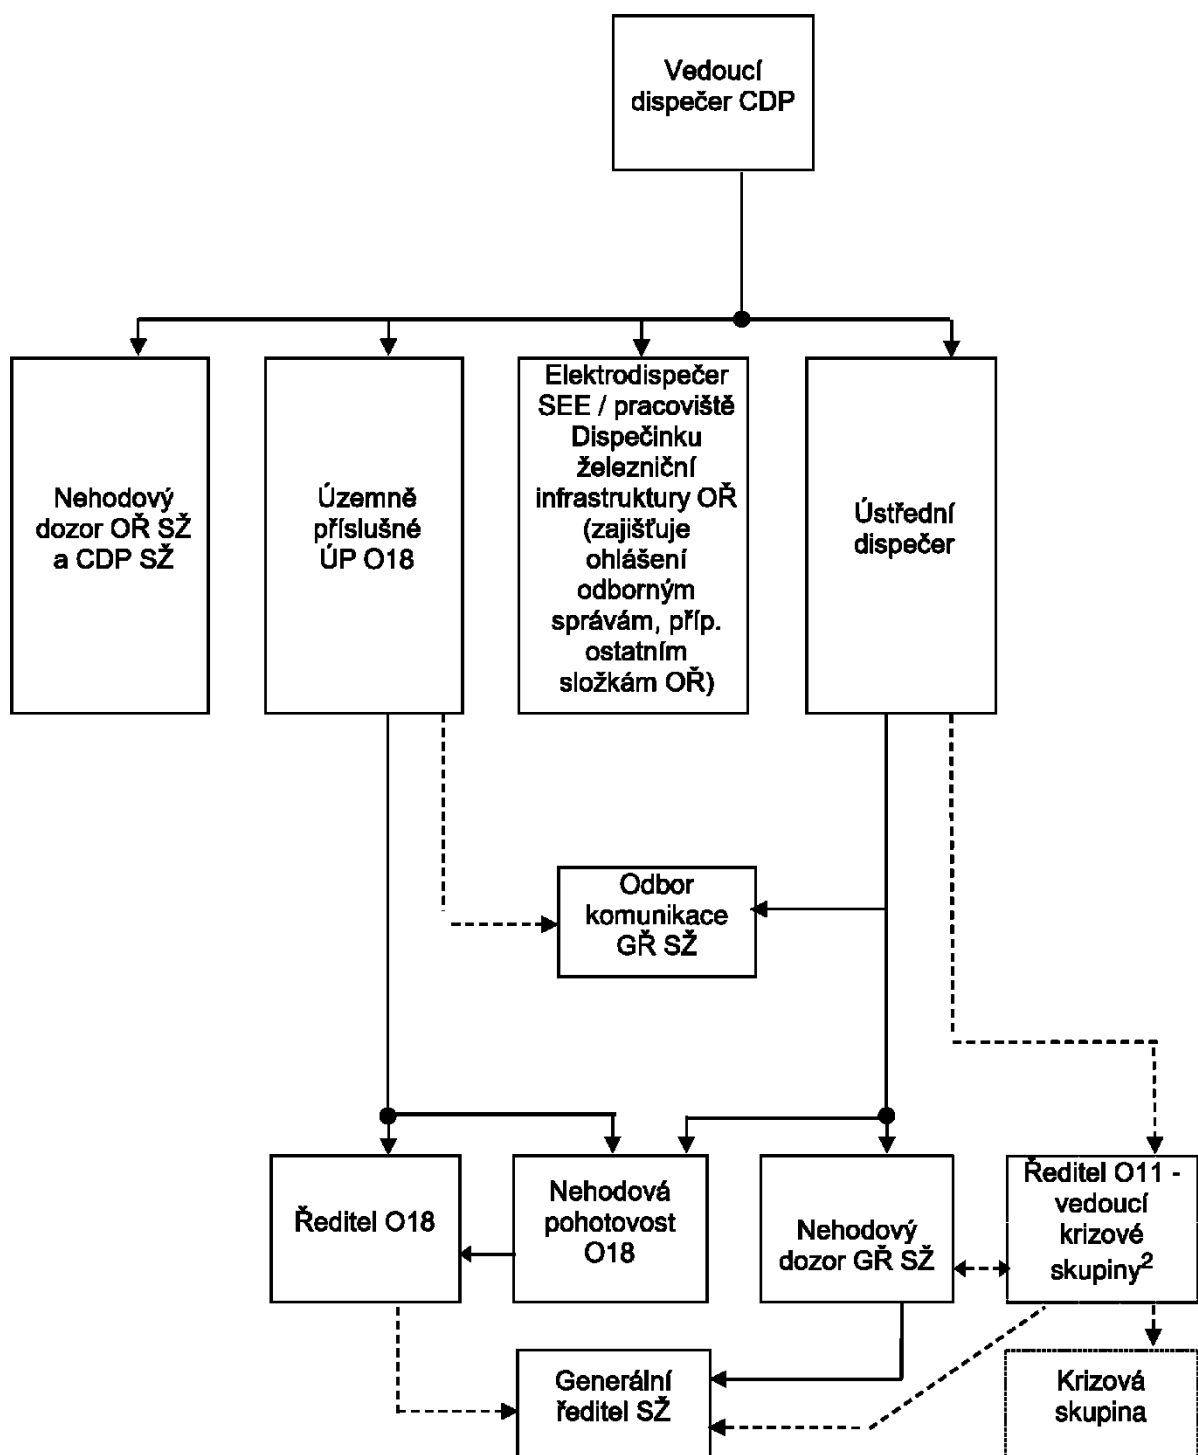 Vedoucí
dispečer CDP
Nehodový
dozor OŘ SŽ
a CDP SŽ
Územně
příslušné
ÚP O18
Elektrodispečer
SEE / pracoviště
Dispečinku
železniční
infrastruktury OŘ
(zajišťuje
ohlášení
odborným
správám, příp.
ostatním
složkám OŘ)
Ústřední
dispečer
Odbor
komunikace
GŘ SŽ
Ředitel O18
Nehodová
pohotovost
O18
Nehodový
dozor GŘ SŽ
Ředitel O11 -
vedoucí
krizové
skupiny²
Generální
ředitel SŽ
Krizová
skupina